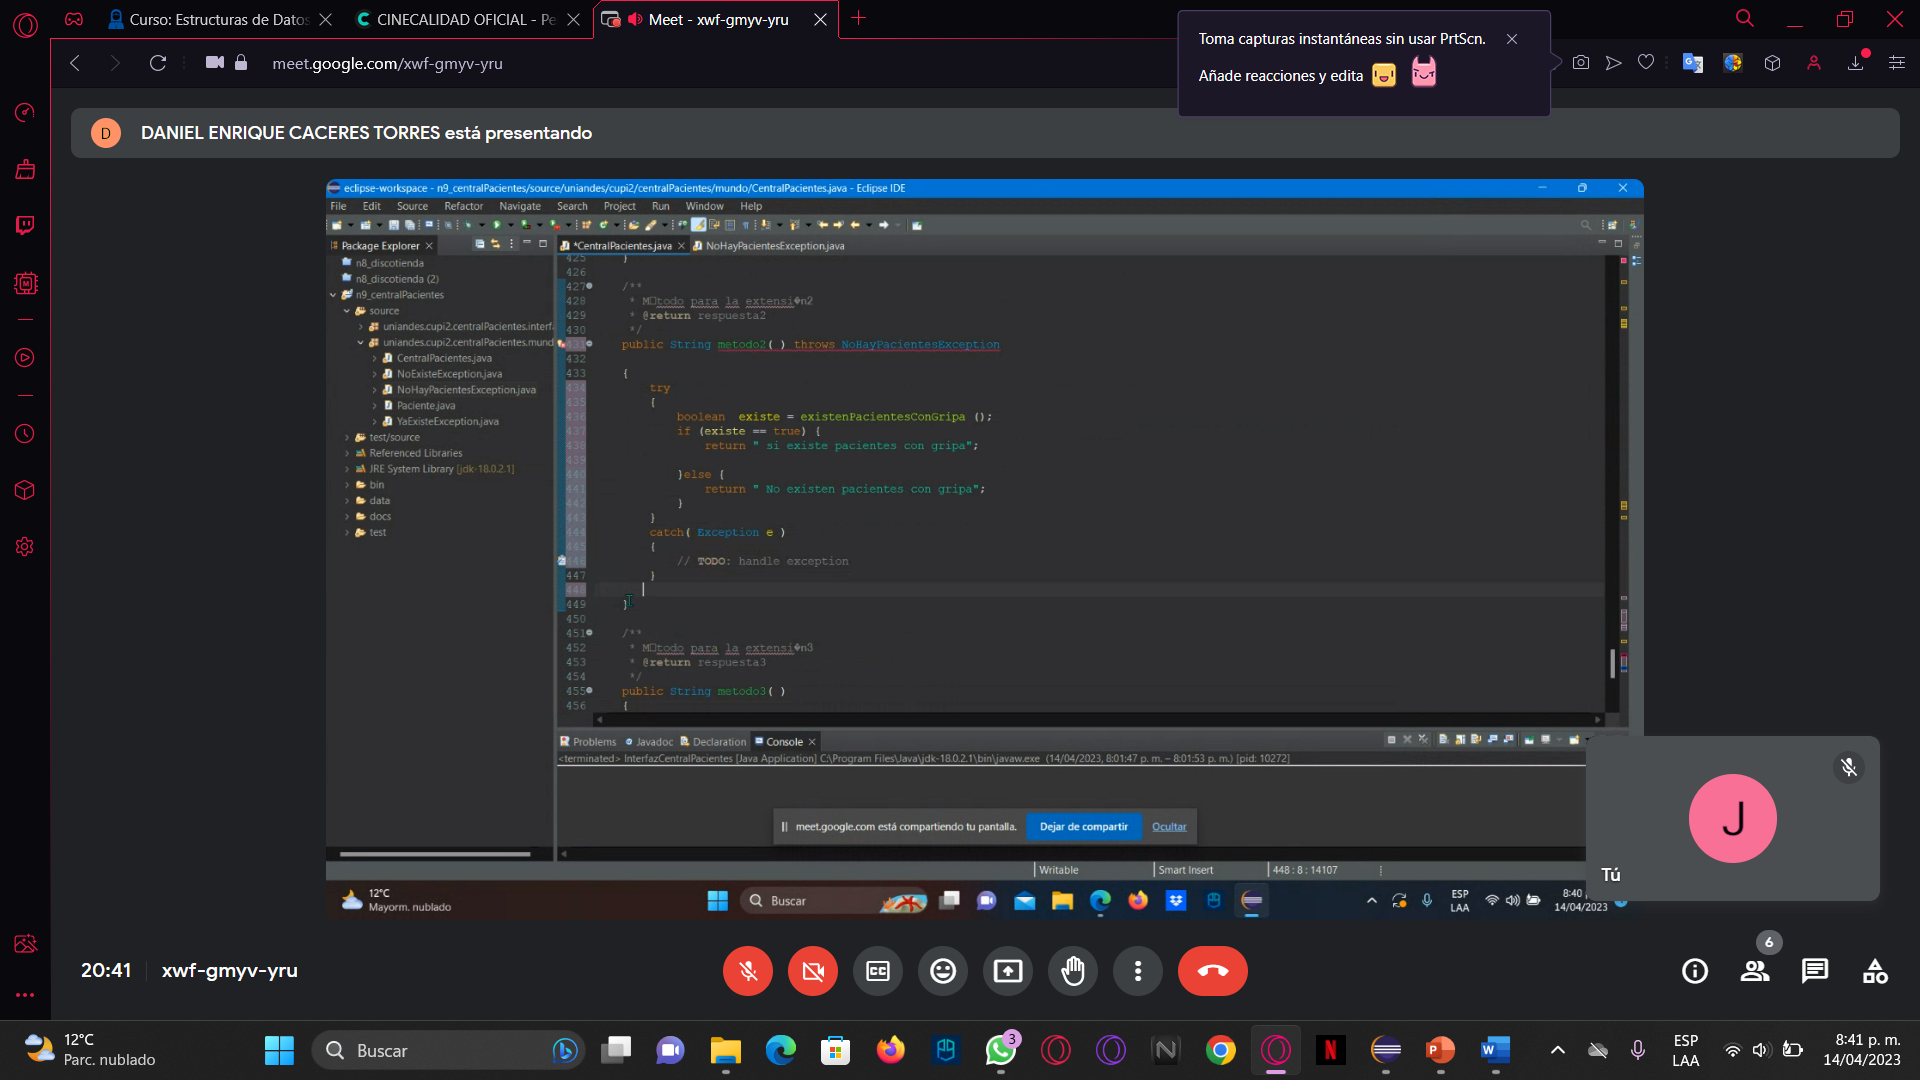 Curso: Estructuras de Datos
CINECALIDAD OFICIAL - Pe
Meet - xwf-gmyv-yru
meet.google.com/xwf-gmyv-yru
Toma capturas instantáneas sin usar PrtScn.
Añade reacciones y edita
D
DANIEL ENRIQUE CACERES TORRES está presentando
eclipse-workspace - n9_centralPacientes/source/uniandes/cupi2/centralPacientes/mundo/CentralPacientes.java - Eclipse IDE
File Edit Source Refactor Navigate Search Project Run Window Help
Package Explorer
*CentralPacientes.java
NoHayPacientesException.java
n8_discotienda
n8_discotienda (2)
n9_centralPacientes
source
uniandes.cupi2.centralPacientes.interf
uniandes.cupi2.centralPacientes.mund
CentralPacientes.java
NoExisteException.java
NoHayPacientesException.java
Paciente.java
YaExisteException.java
test/source
Referenced Libraries
JRE System Library [jdk-18.0.2.1]
bin
data
docs
test
425 }
426
427 /**
428 * M□todo para la extensi�n2
429 * @return respuesta2
430 */
431 public String metodo2( ) throws NoHayPacientesException
432
433 {
434 try
435 {
436 boolean existe = existenPacientesConGripa ();
437 if (existe == true) {
438 return " si existe pacientes con gripa";
439
440 }else {
441 return " No existen pacientes con gripa";
442 }
443 }
444 catch( Exception e )
445 {
446 // TODO: handle exception
447 }
448
449 }
450
451 /**
452 * M□todo para la extensi�n3
453 * @return respuesta3
454 */
455 public String metodo3( )
456 {
Problems Javadoc Declaration Console
<terminated> InterfazCentralPacientes [Java Application] C:\Program Files\Java\jdk-18.0.2.1\bin\javaw.exe (14/04/2023, 8:01:47 p. m. – 8:01:53 p. m.) [pid: 10272]
meet.google.com está compartiendo tu pantalla.
Dejar de compartir
Ocultar
Writable
Smart Insert
448 : 8 : 14107
12°C
Mayorm. nublado
Buscar
ESP
LAA
8:40
14/04/2023
J
Tú
20:41
xwf-gmyv-yru
CC
6
12°C
Parc. nublado
Buscar
3
ESP
LAA
8:41 p. m.
14/04/2023